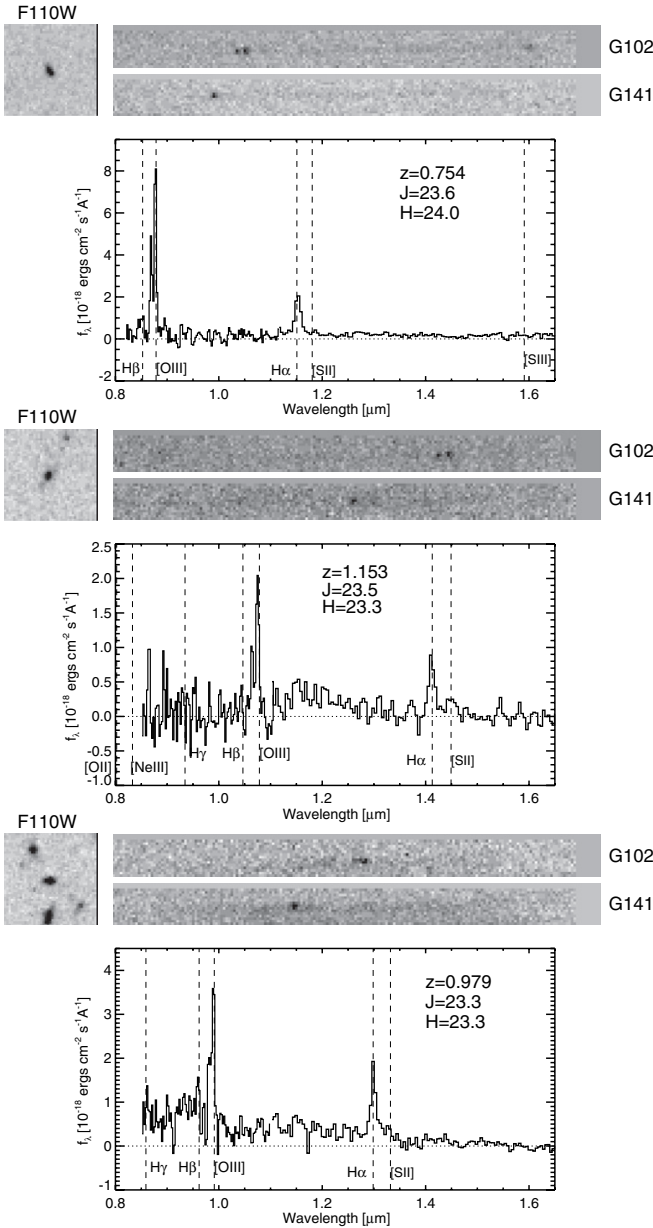 F110W
G102
G141
8
6
4
2
0
-2
fλ [10⁻¹⁸ ergs cm⁻² s⁻¹A⁻¹]
z=0.754
J=23.6
H=24.0
Hβ [OIII] Hα [SII] [SIII]
0.8 1.0 1.2 1.4 1.6
Wavelength [μm]
F110W
G102
G141
2.5
2.0
1.5
1.0
0.5
0.0
-0.5
-1.0
fλ [10⁻¹⁸ ergs cm⁻² s⁻¹A⁻¹]
z=1.153
J=23.5
H=23.3
Hγ Hβ [OIII] Hα [SII]
[OII] [NeIII]
0.8 1.0 1.2 1.4 1.6
Wavelength [μm]
F110W
G102
G141
4
3
2
1
0
-1
fλ [10⁻¹⁸ ergs cm⁻² s⁻¹A⁻¹]
z=0.979
J=23.3
H=23.3
Hγ Hβ [OIII] Hα [SII]
0.8 1.0 1.2 1.4 1.6
Wavelength [μm]